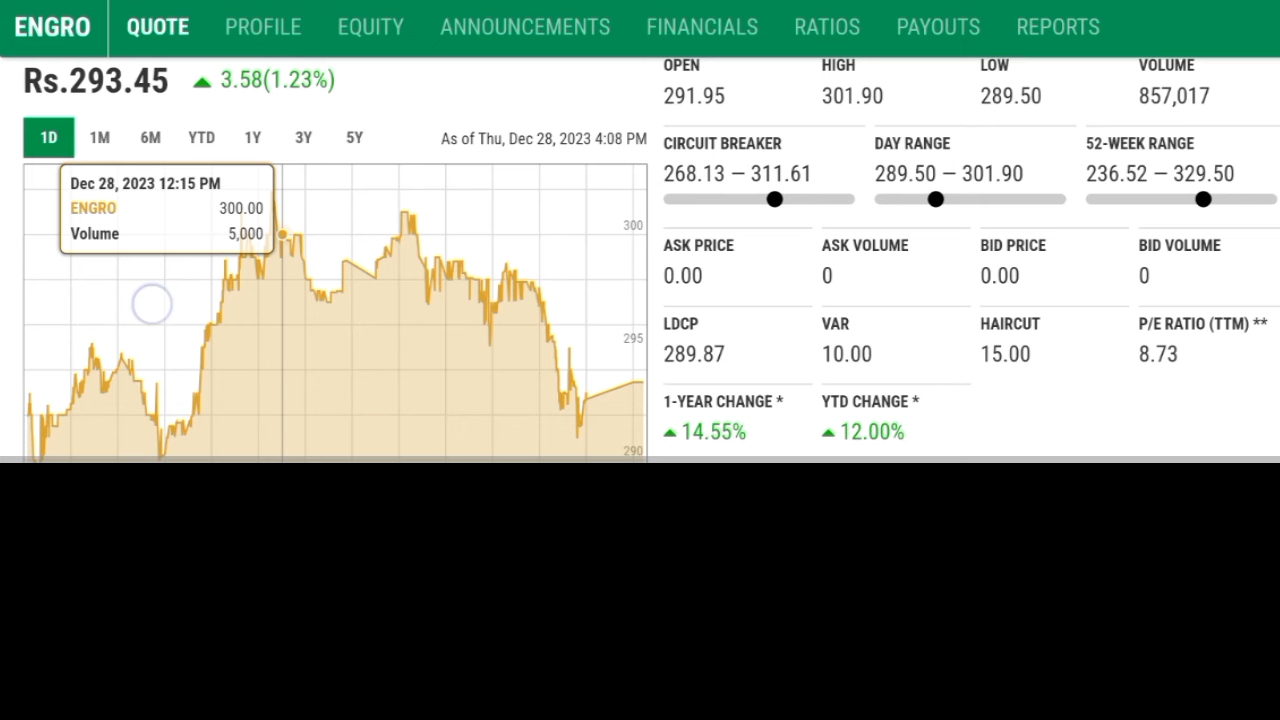 ENGRO QUOTE PROFILE EQUITY ANNOUNCEMENTS FINANCIALS RATIOS PAYOUTS REPORTS
Rs.293.45 3.58(1.23%)
1D 1M 6M YTD 1Y 3Y 5Y As of Thu, Dec 28, 2023 4:08 PM
Dec 28, 2023 12:15 PM
ENGRO 300.00
Volume 5,000
300
295
290
OPEN HIGH LOW VOLUME
291.95 301.90 289.50 857,017
CIRCUIT BREAKER DAY RANGE 52-WEEK RANGE
268.13 — 311.61 289.50 — 301.90 236.52 — 329.50
ASK PRICE ASK VOLUME BID PRICE BID VOLUME
0.00 0 0.00 0
LDCP VAR HAIRCUT P/E RATIO (TTM) **
289.87 10.00 15.00 8.73
1-YEAR CHANGE * YTD CHANGE *
14.55% 12.00%